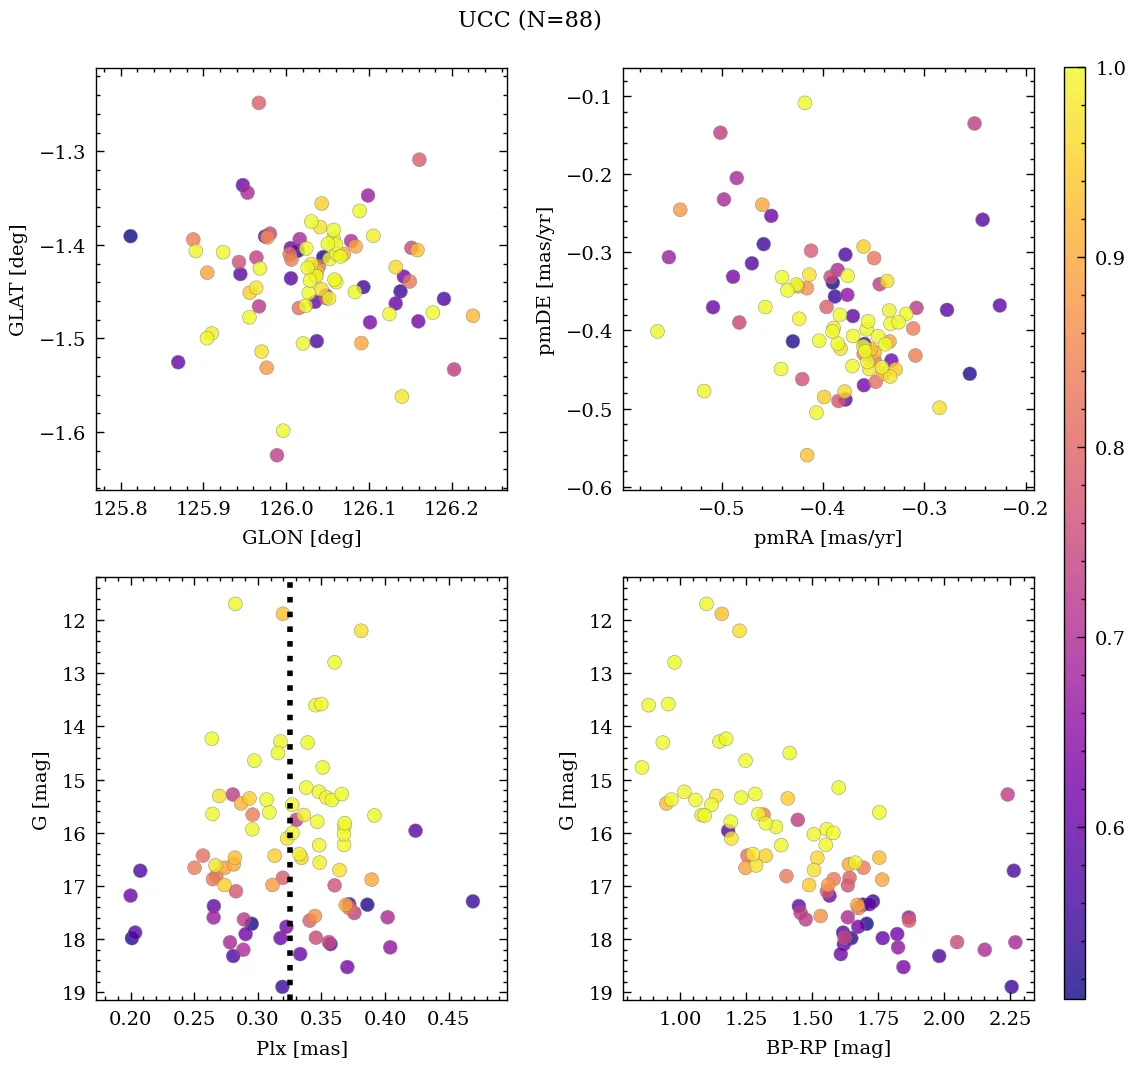 UCC (N=88)
−1.3
−1.4
−1.5
−1.6
GLAT [deg]
125.8 125.9 126.0 126.1 126.2
GLON [deg]
−0.1
−0.2
−0.3
−0.4
−0.5
−0.6
pmDE [mas/yr]
−0.5 −0.4 −0.3 −0.2
pmRA [mas/yr]
12
13
14
15
16
17
18
19
G [mag]
0.20 0.25 0.30 0.35 0.40 0.45
Plx [mas]
12
13
14
15
16
17
18
19
G [mag]
1.00 1.25 1.50 1.75 2.00 2.25
BP-RP [mag]
1.0
0.9
0.8
0.7
0.6